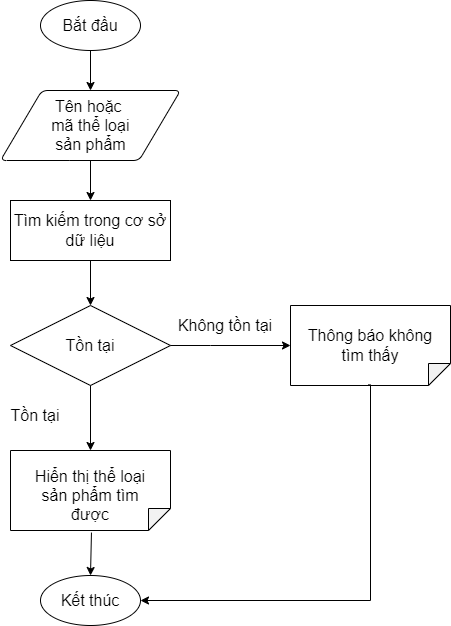 Bắt đầu
Tên hoặc
mã thể loại
sản phẩm
Tìm kiếm trong cơ sở
dữ liệu
Tồn tại
Không tồn tại
Thông báo không
tìm thấy
Tồn tại
Hiển thị thể loại
sản phẩm tìm
được
Kết thúc